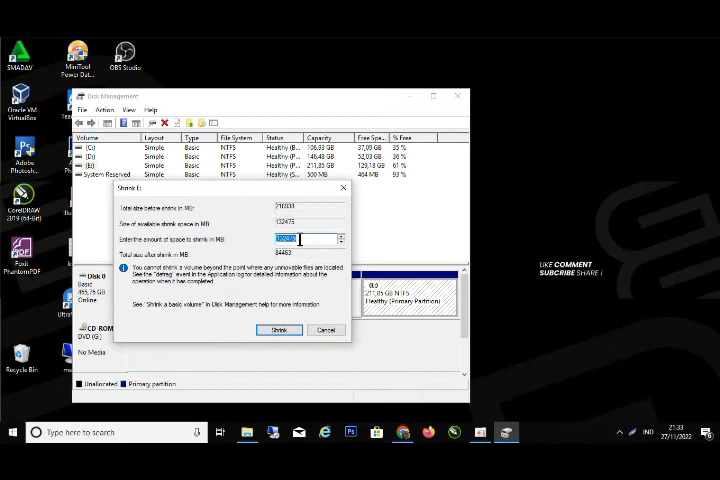 SMADAV
MiniTool
Power Dat...
OBS Studio
Oracle VM
VirtualBox
Adobe
Photosh...
CorelDRAW
2019 (64-Bit)
Foxit
PhantomPDF
Recycle Bin
Disk Management
File Action View Help
Volume Layout Type File System Status Capacity Free Spa... % Free
(C:) Simple Basic NTFS Healthy (B... 106,93 GB 37,09 GB 35 %
(D:) Simple Basic NTFS Healthy (P... 146,48 GB 52,03 GB 36 %
(E:) Simple Basic NTFS Healthy (P... 211,85 GB 129,18 GB 61 %
System Reserved Simple Basic NTFS Healthy (S... 500 MB 464 MB 93 %
Shrink E:
Total size before shrink in MB: 216938
Size of available shrink space in MB: 132475
Enter the amount of space to shrink in MB: 132475
Total size after shrink in MB: 84463
You cannot shrink a volume beyond the point where any unmovable files are located.
See the "defrag" event in the Application log for detailed information about the
operation when it has completed.
See "Shrink a basic volume" in Disk Management help for more information
Shrink Cancel
Disk 0
Basic
465,76 GB
Online
(E:)
211,85 GB NTFS
Healthy (Primary Partition)
CD-ROM
DVD (G:)
No Media
Unallocated Primary partition
LIKE COMMENT
SUBCRIBE SHARE !
Type here to search
IND
21.33
27/11/2022